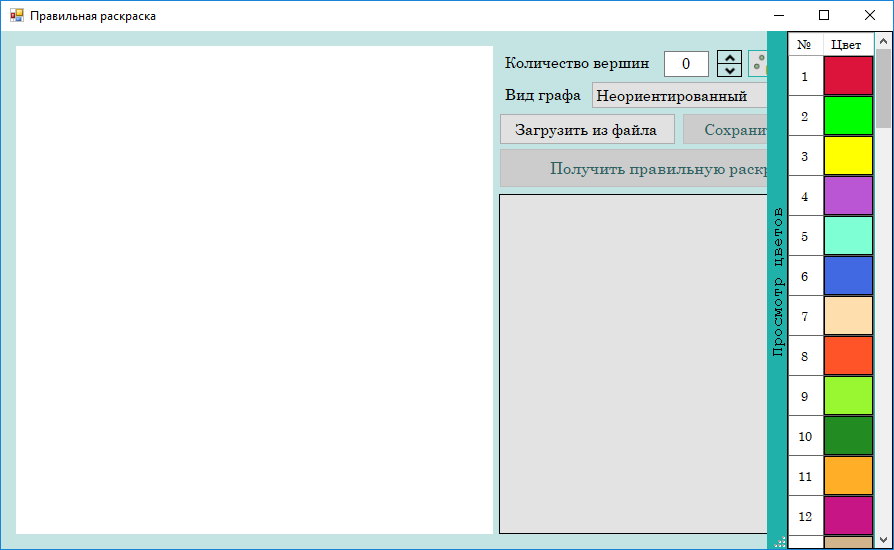 Правильная раскраска
Количество вершин 0
Вид графа Неориентированный
Загрузить из файла Сохранит
Получить правильную раскр
Просмотр цветов
№ Цвет
1
2
3
4
5
6
7
8
9
10
11
12